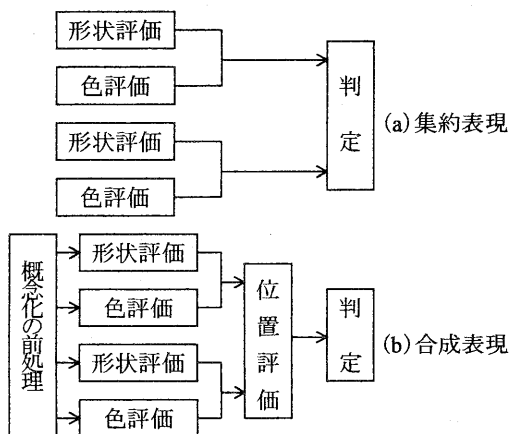 形状評価
色評価
形状評価
色評価
判定
(a)集約表現
概念化の前処理
形状評価
色評価
形状評価
色評価
位置評価
判定
(b)合成表現